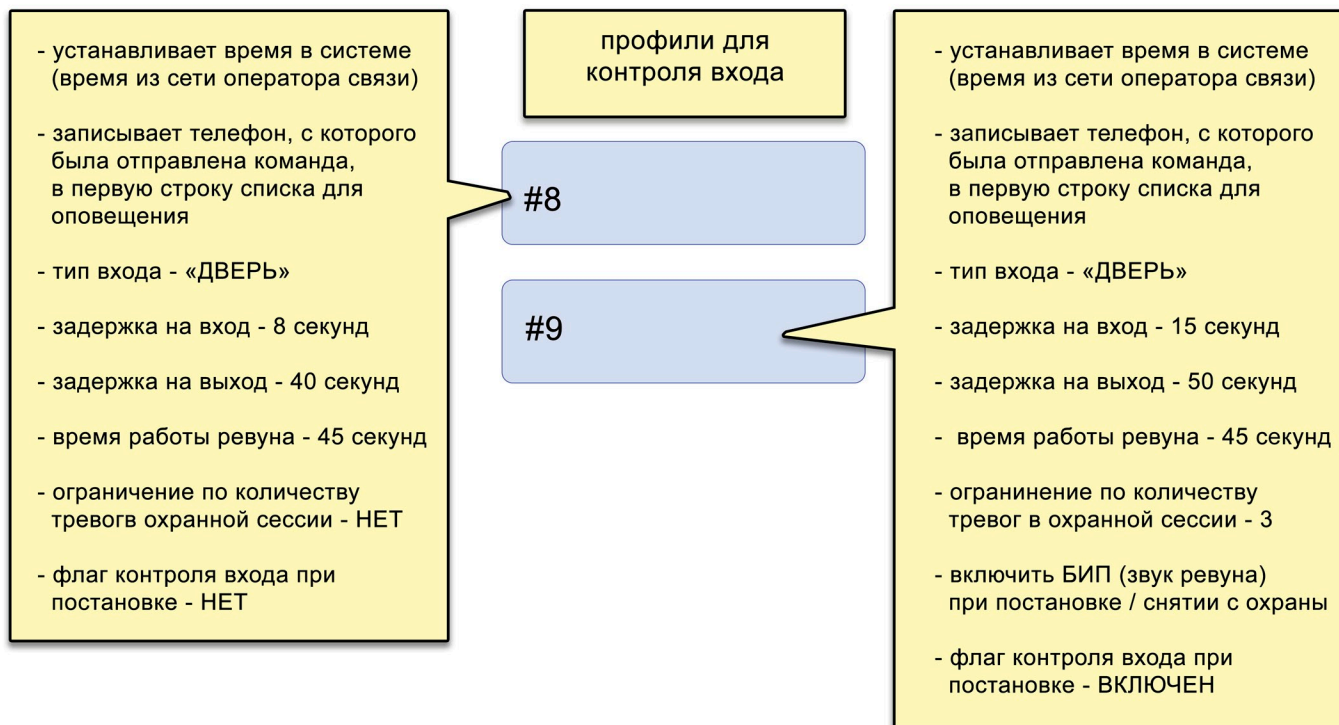 - устанавливает время в системе
(время из сети оператора связи)
- записывает телефон, с которого
была отправлена команда,
в первую строку списка для
оповещения
- тип входа - «ДВЕРЬ»
- задержка на вход - 8 секунд
- задержка на выход - 40 секунд
- время работы ревуна - 45 секунд
- ограничение по количеству
тревогв охранной сессии - НЕТ
- флаг контроля входа при
постановке - НЕТ
профили для
контроля входа
#8
#9
- устанавливает время в системе
(время из сети оператора связи)
- записывает телефон, с которого
была отправлена команда,
в первую строку списка для
оповещения
- тип входа - «ДВЕРЬ»
- задержка на вход - 15 секунд
- задержка на выход - 50 секунд
- время работы ревуна - 45 секунд
- огранинение по количеству
тревог в охранной сессии - 3
- включить БИП (звук ревуна)
при постановке / снятии с охраны
- флаг контроля входа при
постановке - ВКЛЮЧЕН